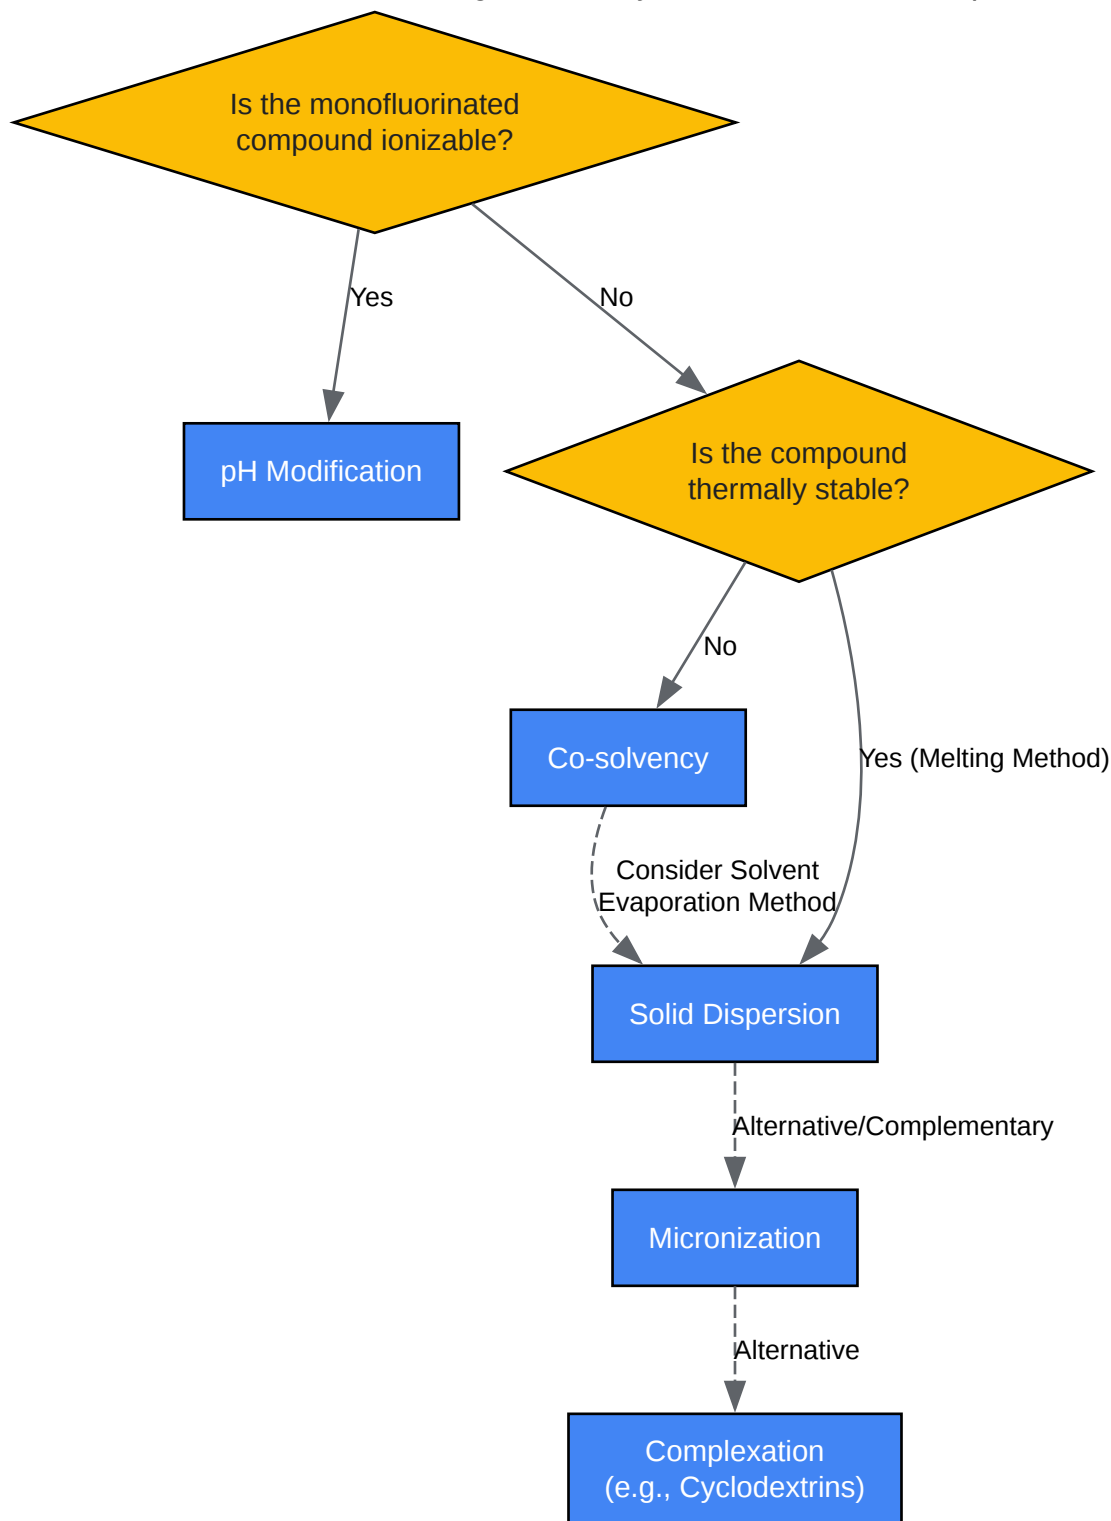 Is the monofluorinated
compound ionizable?
Yes
No
pH Modification
Is the compound
thermally stable?
No
Co-solvency
Yes (Melting Method)
Consider Solvent
Evaporation Method
Solid Dispersion
Alternative/Complementary
Micronization
Alternative
Complexation
(e.g., Cyclodextrins)